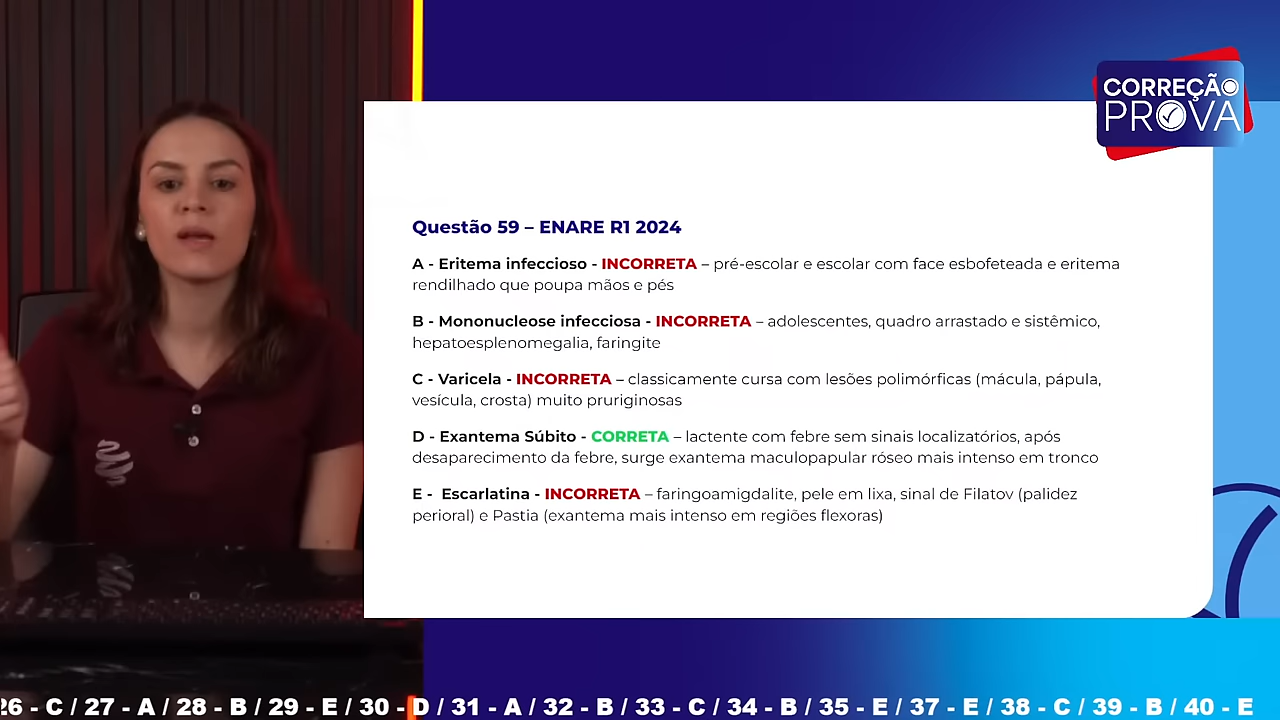 CORREÇÃO
PROVA
Questão 59 – ENARE R1 2024
A - Eritema infeccioso - INCORRETA – pré-escolar e escolar com face esbofeteada e eritema
rendilhado que poupa mãos e pés
B - Mononucleose infecciosa - INCORRETA – adolescentes, quadro arrastado e sistêmico,
hepatoesplenomegalia, faringite
C - Varicela - INCORRETA – classicamente cursa com lesões polimórficas (mácula, pápula,
vesícula, crosta) muito pruriginosas
D - Exantema Súbito - CORRETA – lactente com febre sem sinais localizatórios, após
desaparecimento da febre, surge exantema maculopapular róseo mais intenso em tronco
E - Escarlatina - INCORRETA – faringoamigdalite, pele em lixa, sinal de Filatov (palidez
perioral) e Pastia (exantema mais intenso em regiões flexoras)
26 - C / 27 - A / 28 - B / 29 - E / 30 - D / 31 - A / 32 - B / 33 - C / 34 - B / 35 - E / 37 - E / 38 - C / 39 - B / 40 - E